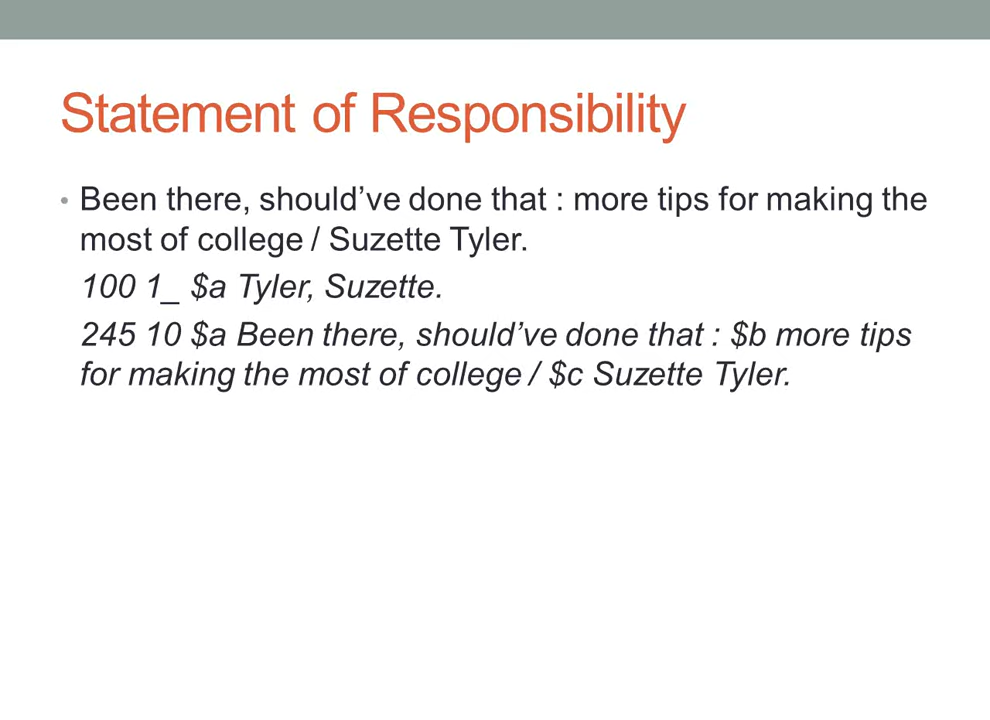 Statement of Responsibility
• Been there, should’ve done that : more tips for making the
most of college / Suzette Tyler.
100 1_ $a Tyler, Suzette.
245 10 $a Been there, should’ve done that : $b more tips
for making the most of college / $c Suzette Tyler.